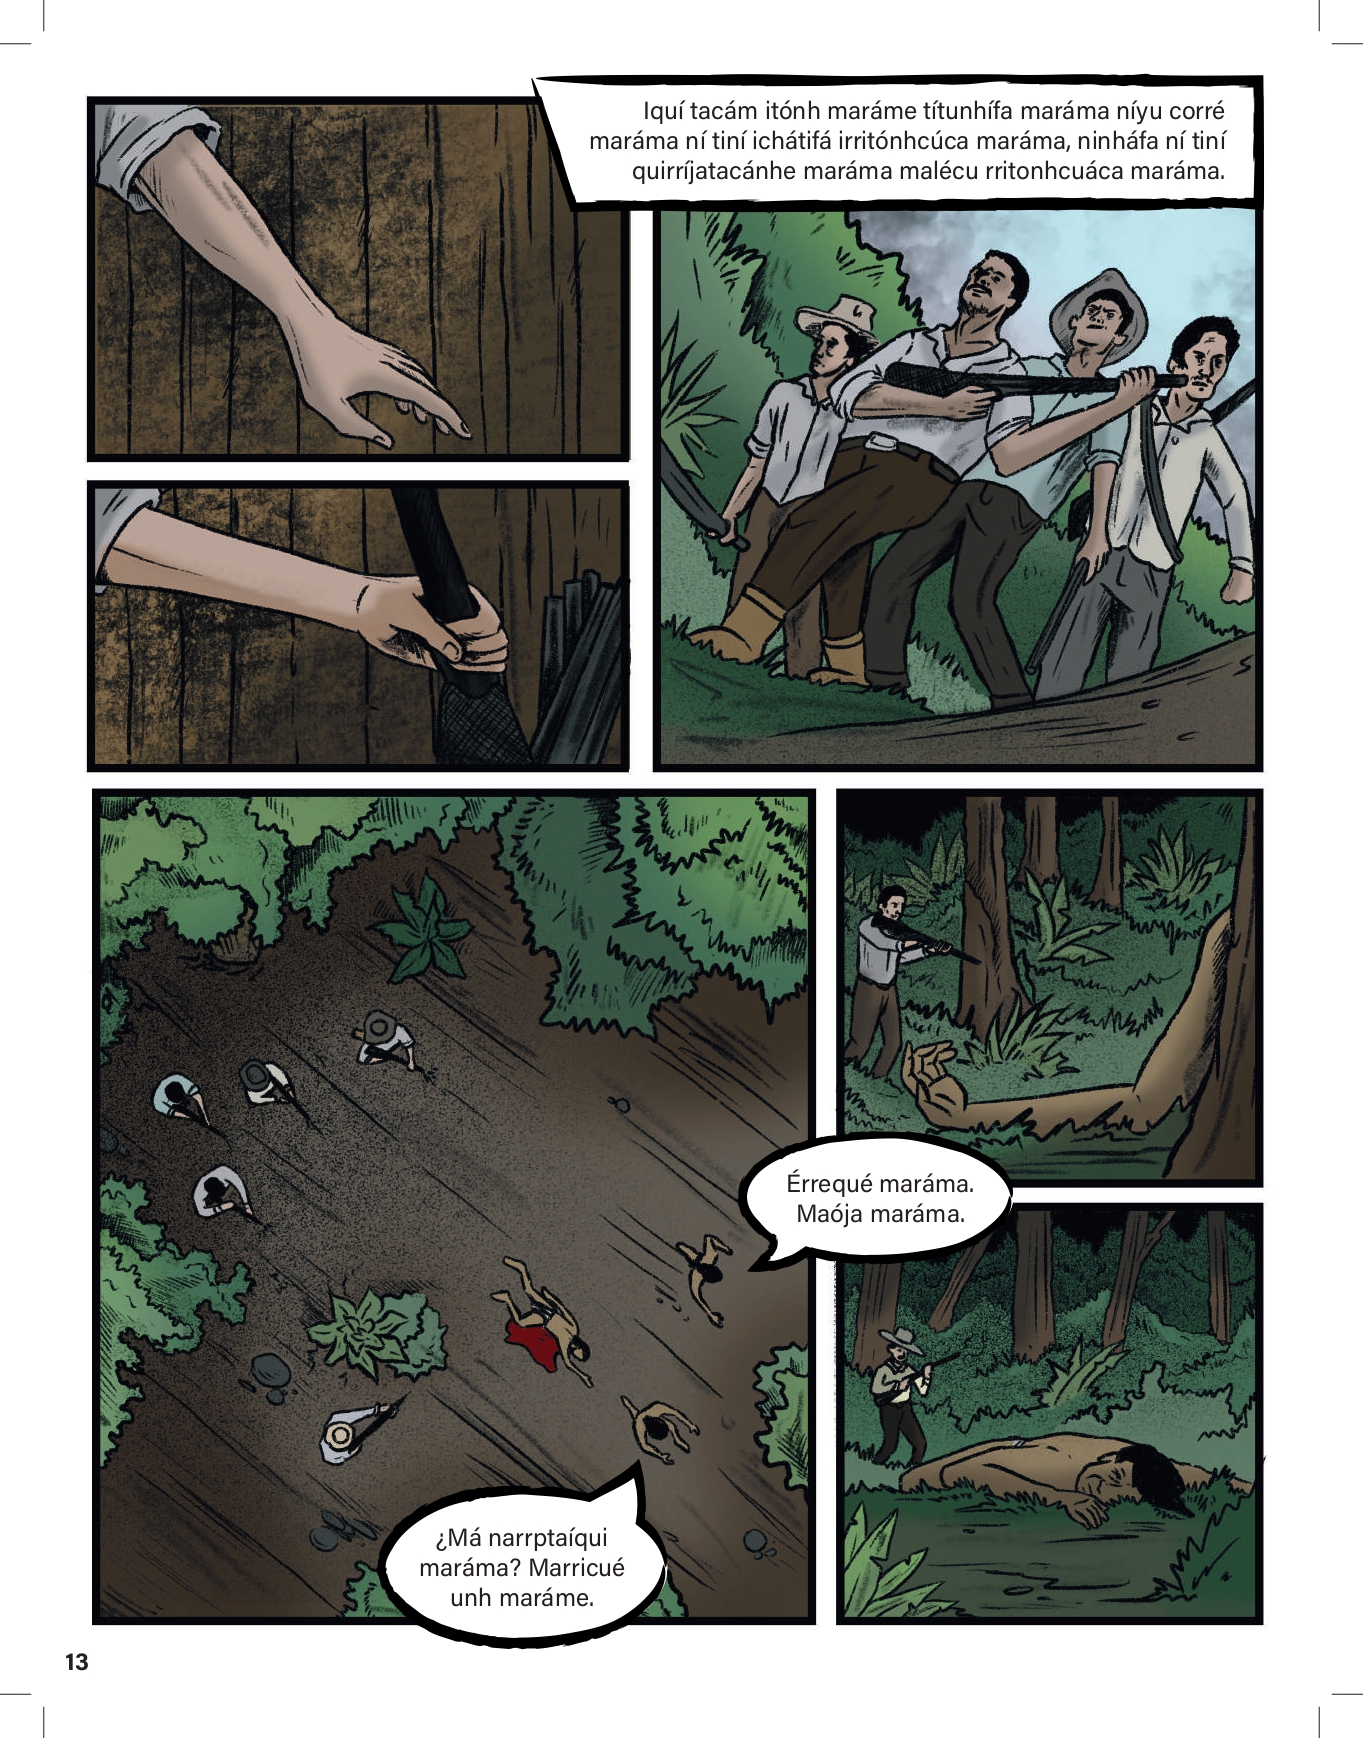 Iquí tacám itónh maráme títunhífa maráma níyu corré
maráma ní tiní ichátifá irritónhcúca maráma, ninháfa ní tiní
quirríjatacánhe maráma malécu rritonhcuáca maráma.
Érrequé maráma.
Maója maráma.
¿Má narrptaíqui
maráma? Marricué
unh maráme.
13